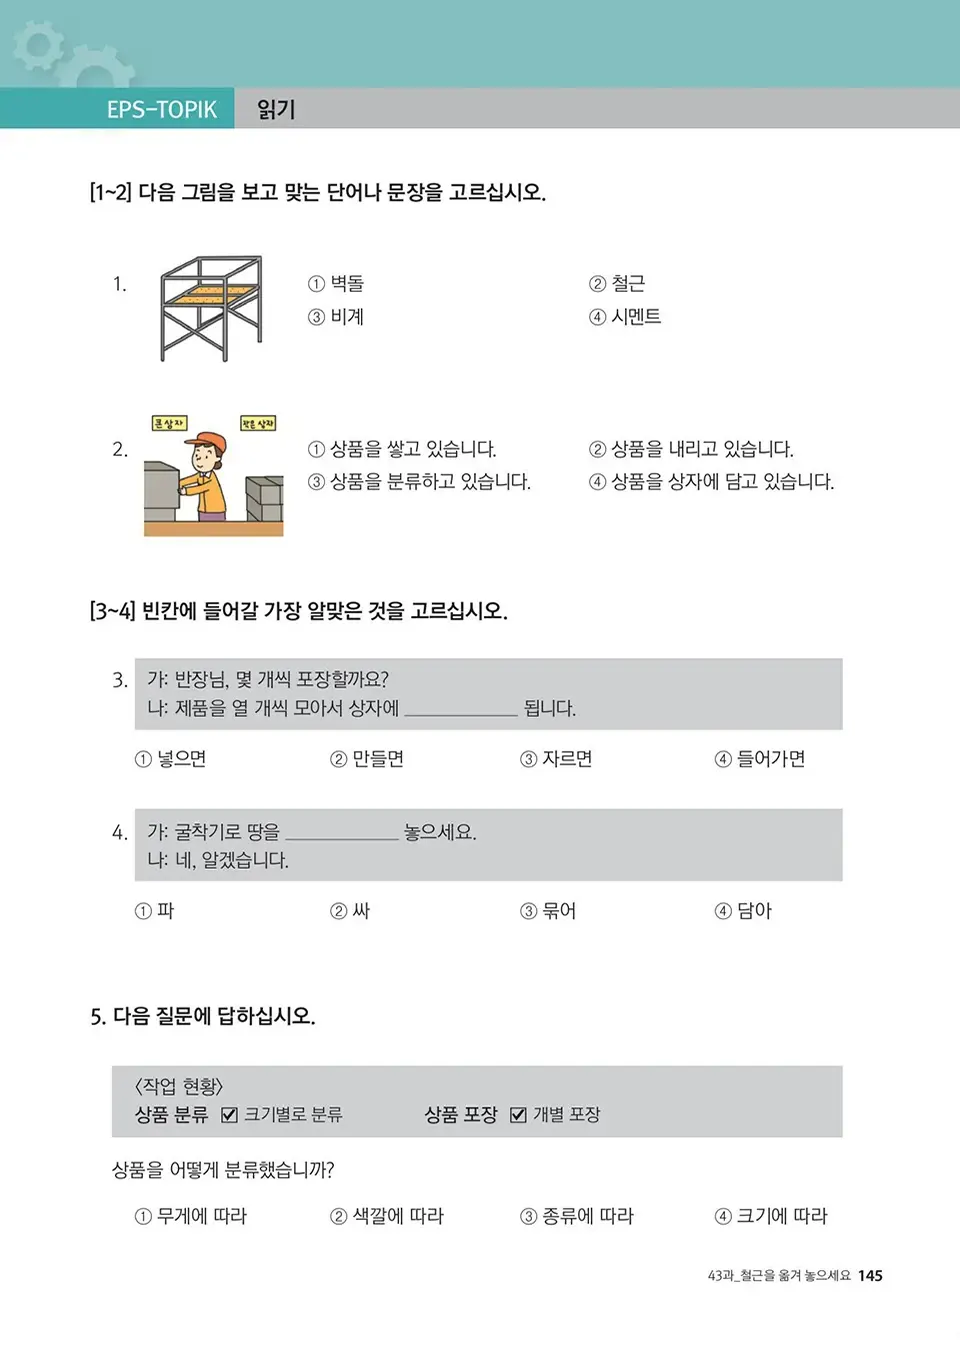 EPS-TOPIK 읽기
[1~2] 다음 그림을 보고 맞는 단어나 문장을 고르십시오.
1. ① 벽돌 ② 철근
③ 비계 ④ 시멘트
큰 상자 작은 상자
2. ① 상품을 쌓고 있습니다. ② 상품을 내리고 있습니다.
③ 상품을 분류하고 있습니다. ④ 상품을 상자에 담고 있습니다.
[3~4] 빈칸에 들어갈 가장 알맞은 것을 고르십시오.
3. 가: 반장님, 몇 개씩 포장할까요?
나: 제품을 열 개씩 모아서 상자에 ____________ 됩니다.
① 넣으면 ② 만들면 ③ 자르면 ④ 들어가면
4. 가: 굴착기로 땅을 ____________ 놓으세요.
나: 네, 알겠습니다.
① 파 ② 싸 ③ 묶어 ④ 담아
5. 다음 질문에 답하십시오.
〈작업 현황〉
상품 분류 ☑ 크기별로 분류 상품 포장 ☑ 개별 포장
상품을 어떻게 분류했습니까?
① 무게에 따라 ② 색깔에 따라 ③ 종류에 따라 ④ 크기에 따라
43과_철근을 옮겨 놓으세요 145